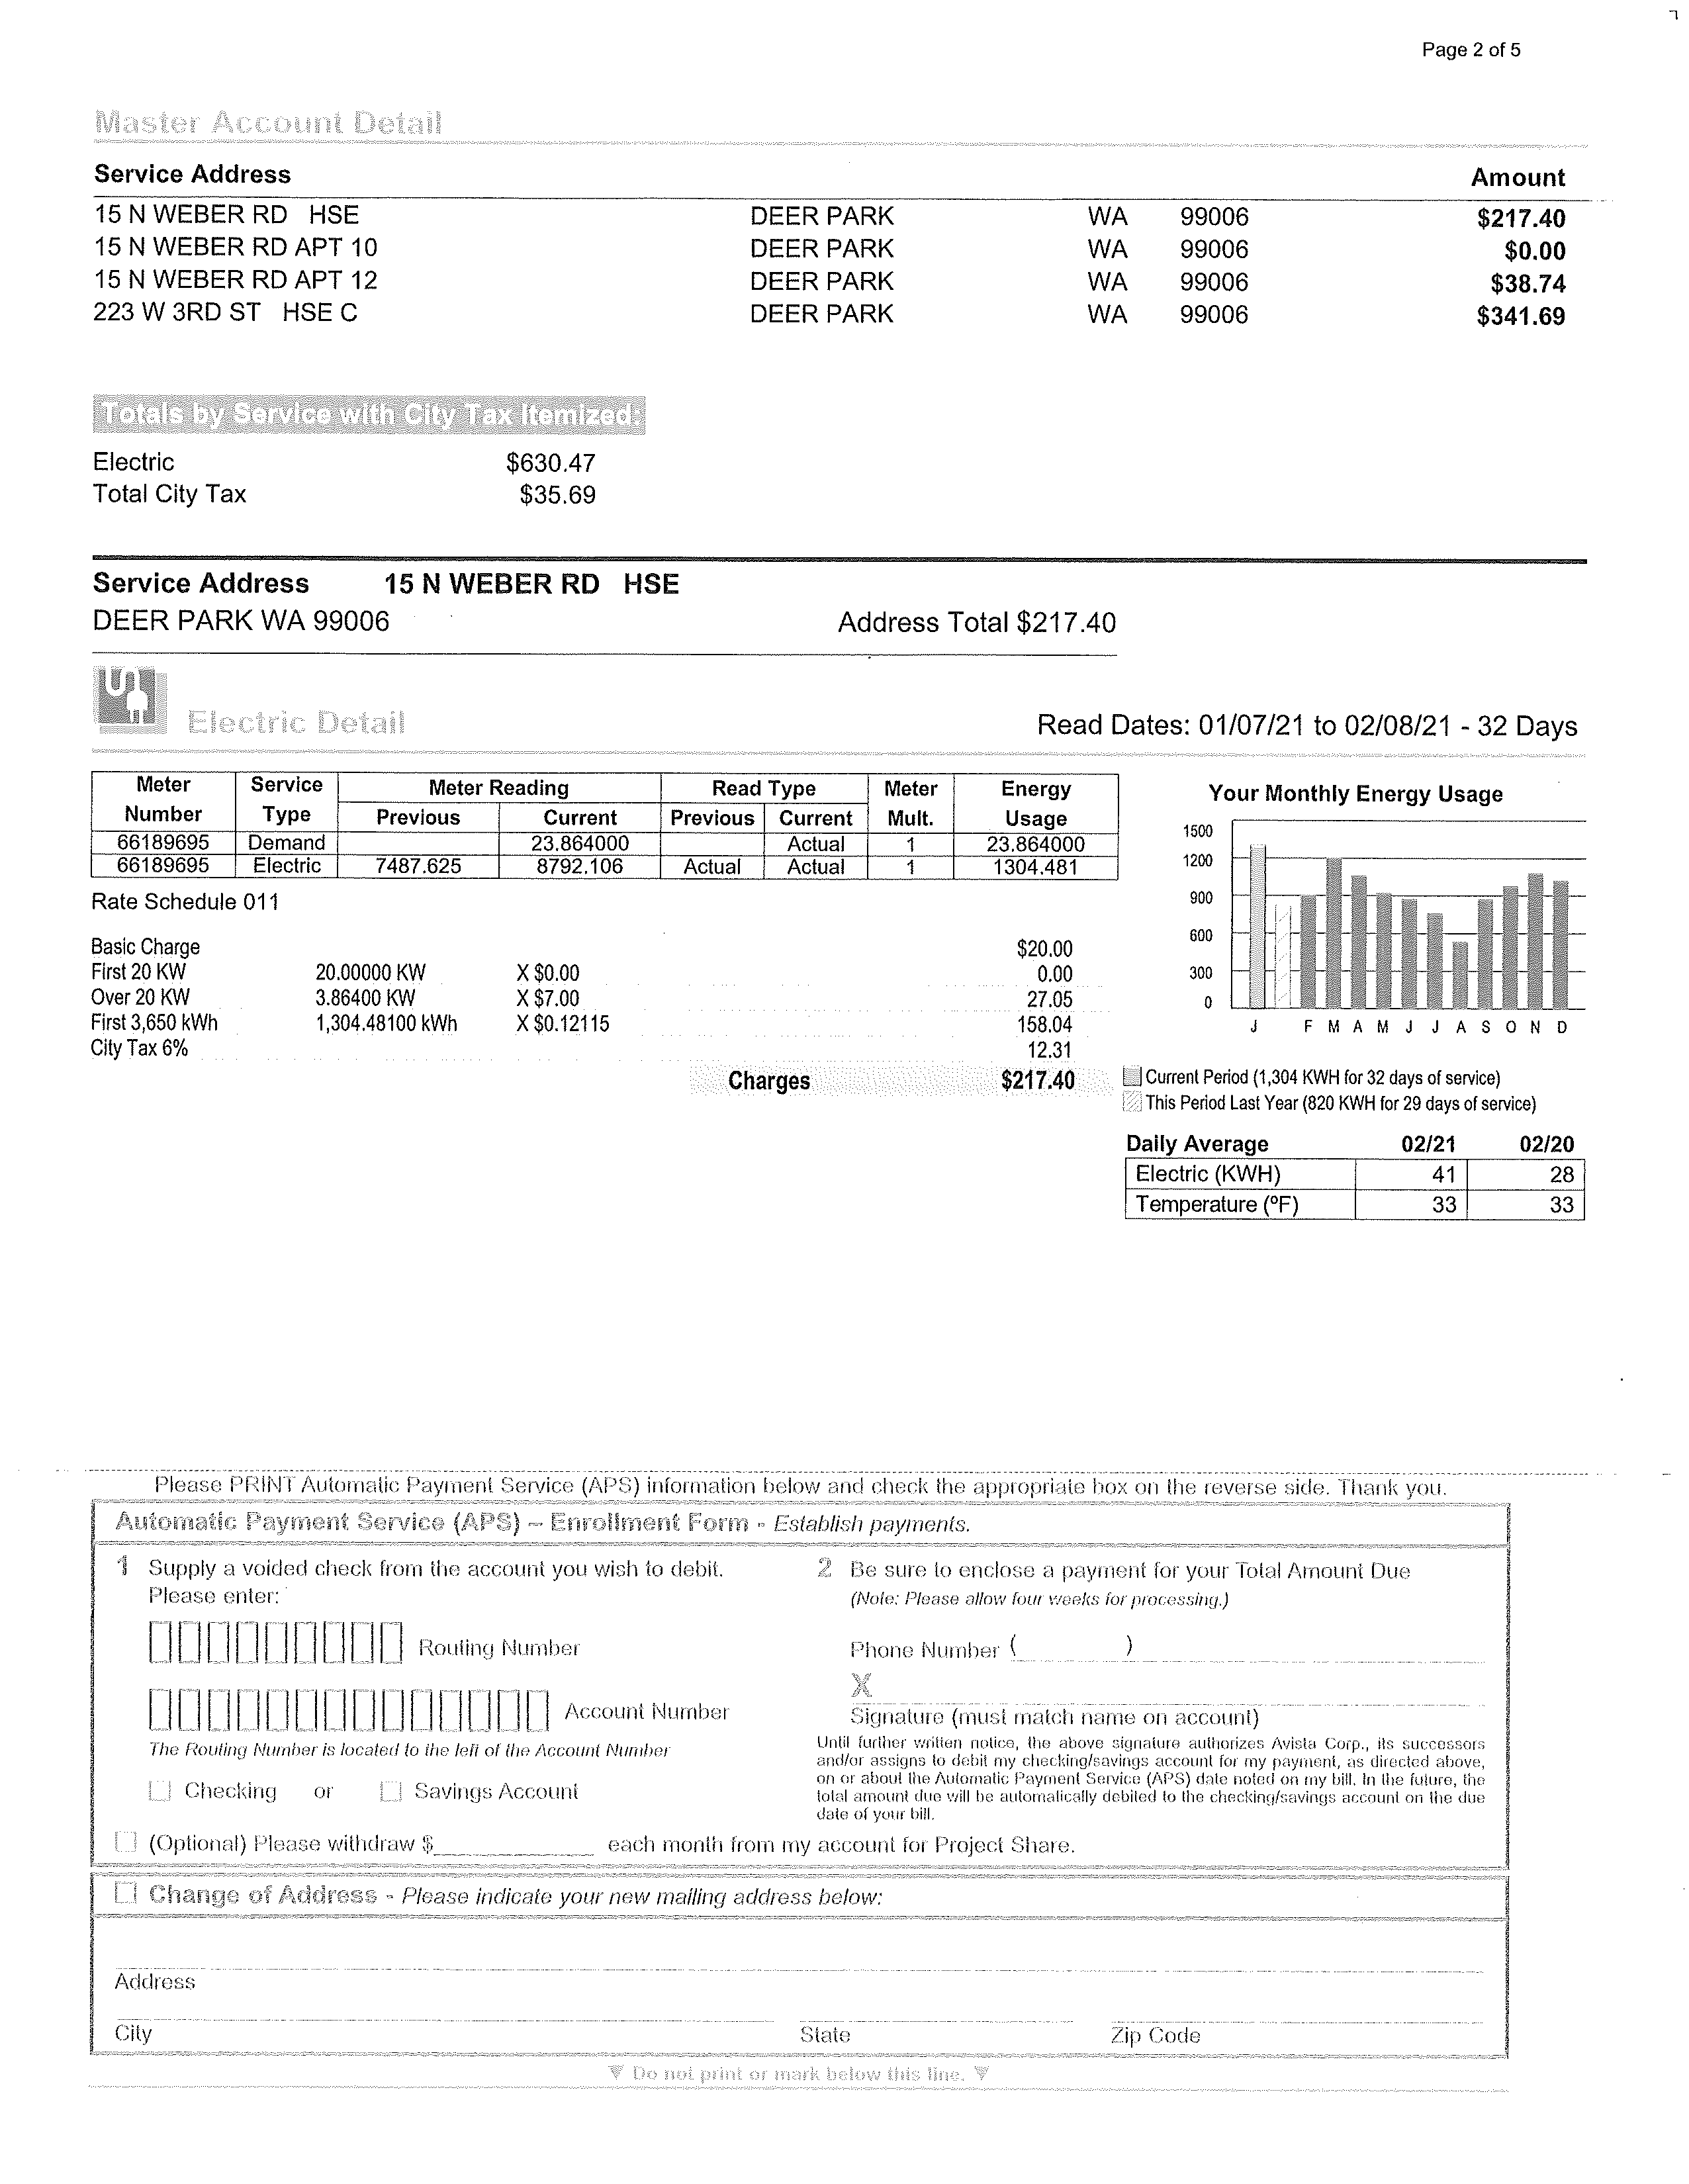 Page 2 of 5
Master Account Detail
Service Address Amount
15 N WEBER RD HSE DEER PARK WA 99006 $217.40
15 N WEBER RD APT 10 DEER PARK WA 99006 $0.00
15 N WEBER RD APT 12 DEER PARK WA 99006 $38.74
223 W 3RD ST HSE C DEER PARK WA 99006 $341.69
Totals by Service with City Tax Itemized:
Electric $630.47
Total City Tax $35.69
Service Address 15 N WEBER RD HSE
DEER PARK WA 99006 Address Total $217.40
Electric Detail Read Dates: 01/07/21 to 02/08/21 - 32 Days
Meter Service Meter Reading Read Type Meter Energy
Number Type Previous Current Previous Current Mult. Usage
66189695 Demand 23.864000 Actual 1 23.864000
66189695 Electric 7487.625 8792.106 Actual Actual 1 1304.481
Rate Schedule 011
Basic Charge $20.00
First 20 KW 20.00000 KW X $0.00 0.00
Over 20 KW 3.86400 KW X $7.00 27.05
First 3,650 kWh 1,304.48100 kWh X $0.12115 158.04
City Tax 6% 12.31
Charges $217.40
Your Monthly Energy Usage
1500
1200
900
600
300
0
J F M A M J J A S O N D
Current Period (1,304 KWH for 32 days of service)
This Period Last Year (820 KWH for 29 days of service)
Daily Average 02/21 02/20
Electric (KWH) 41 28
Temperature (ºF) 33 33
Please PRINT Automatic Payment Service (APS) information below and check the appropriate box on the reverse side. Thank you.
Automatic Payment Service (APS) – Enrollment Form - Establish payments.
1 Supply a voided check from the account you wish to debit.
Please enter:
Routing Number
Account Number
The Routing Number is located to the left of the Account Number
Checking or Savings Account
2 Be sure to enclose a payment for your Total Amount Due
(Note: Please allow four weeks for processing.)
Phone Number ( )
X
Signature (must match name on account)
Until further written notice, the above signature authorizes Avista Corp., its successors
and/or assigns to debit my checking/savings account for my payment, as directed above,
on or about the Automatic Payment Service (APS) date noted on my bill. In the future, the
total amount due will be automatically debited to the checking/savings account on the due
date of your bill.
(Optional) Please withdraw $ each month from my account for Project Share.
Change of Address - Please indicate your new mailing address below:
Address
City State Zip Code
▼ Do not print or mark below this line. ▼